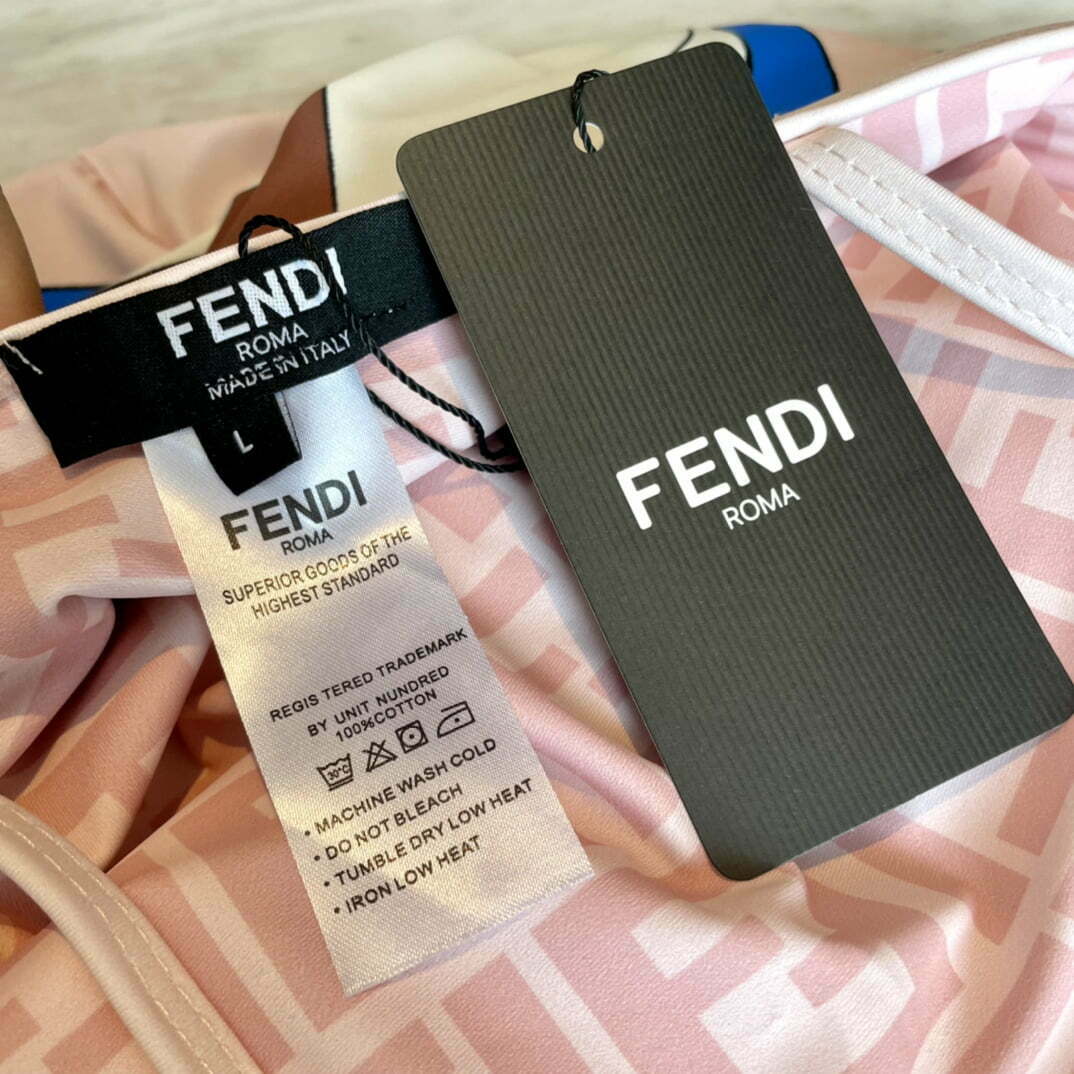 FENDI
ROMA
MADE IN ITALY
L
FENDI
ROMA
SUPERIOR GOODS OF THE
HIGHEST STANDARD
REGIS TERED TRADEMARK
BY UNIT NUNDRED
100%COTTON
30°C
• MACHINE WASH COLD
• DO NOT BLEACH
• TUMBLE DRY LOW HEAT
• IRON LOW HEAT
FENDI
ROMA